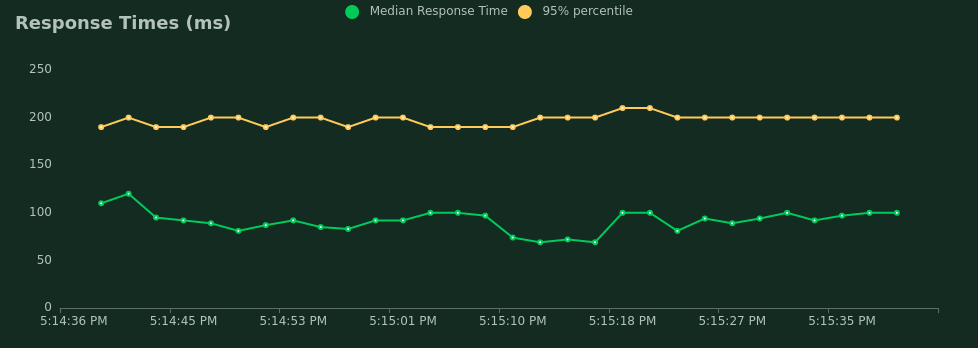 Response Times (ms)
Median Response Time
95% percentile
250
200
150
100
50
0
5:14:36 PM
5:14:45 PM
5:14:53 PM
5:15:01 PM
5:15:10 PM
5:15:18 PM
5:15:27 PM
5:15:35 PM